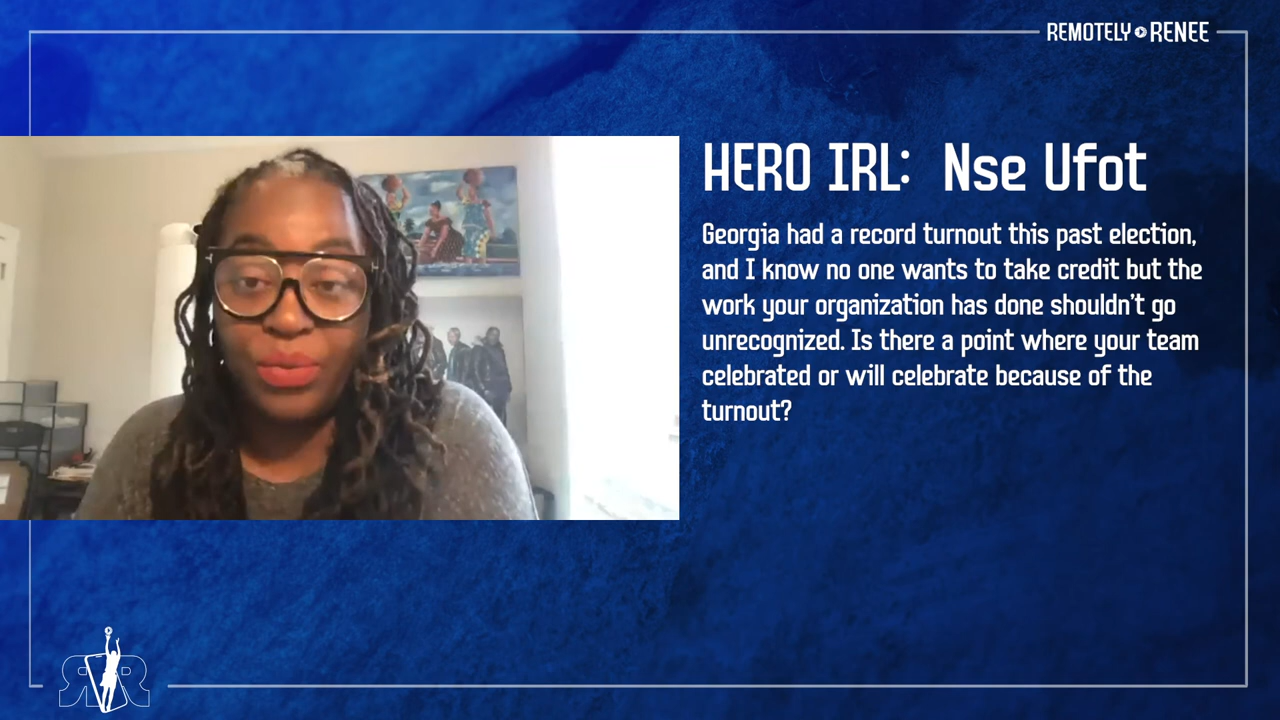 REMOTELY RENEE
HERO IRL: Nse Ufot
Georgia had a record turnout this past election,
and I know no one wants to take credit but the
work your organization has done shouldn't go
unrecognized. Is there a point where your team
celebrated or will celebrate because of the
turnout?
RR